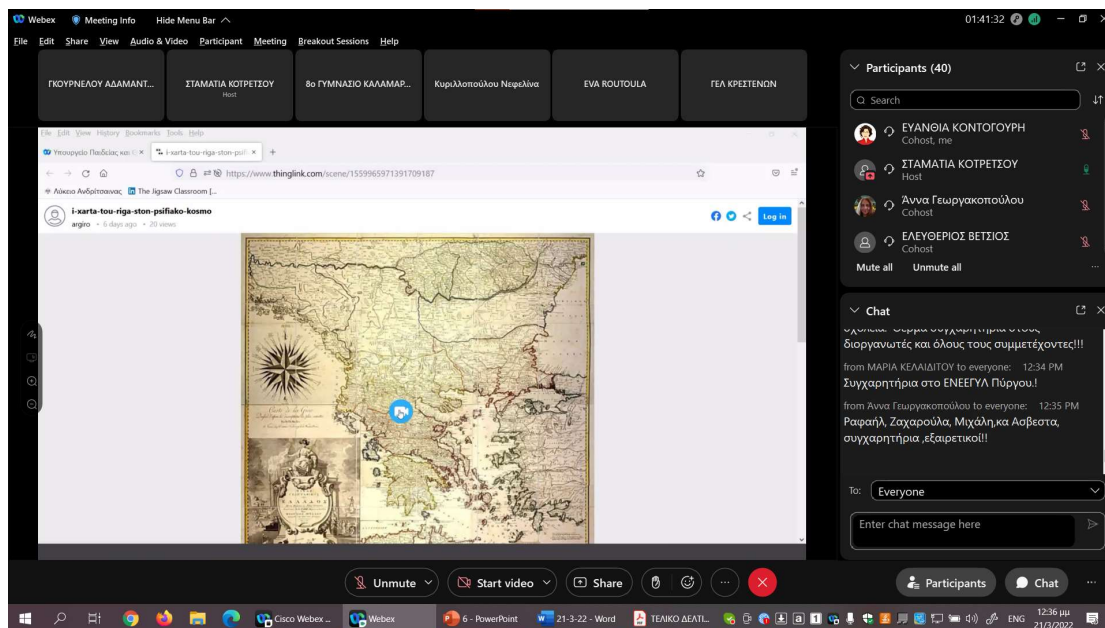 Webex Meeting Info Hide Menu Bar 01:41:32
File Edit Share View Audio & Video Participant Meeting Breakout Sessions Help
ΓΚΟΥΡΝΕΛΟΥ ΑΔΑΜΑΝΤ...
ΣΤΑΜΑΤΙΑ ΚΟΤΡΕΤΣΟΥ
Host
8ο ΓΥΜΝΑΣΙΟ ΚΑΛΑΜΑΡ...
Κυριλλοπούλου Νεφελίνα
EVA ROUTOULA
ΓΕΛ ΚΡΕΣΤΕΝΩΝ
File Edit View History Bookmarks Tools Help
Υπουργείο Παιδείας και
i-xarta-tou-riga-ston-psifi
https://www.thinglink.com/scene/1559965971391709187
Λύκειο Ανδρίτσαινας The Jigsaw Classroom [...
i-xarta-tou-riga-ston-psifiako-kosmo
argiro • 6 days ago • 20 views
Log in
Participants (40)
Search
ΕΥΑΝΘΙΑ ΚΟΝΤΟΓΟΥΡΗ
Cohost, me
ΣΤΑΜΑΤΙΑ ΚΟΤΡΕΤΣΟΥ
Host
Άννα Γεωργακοπούλου
Cohost
ΕΛΕΥΘΕΡΙΟΣ ΒΕΤΣΙΟΣ
Cohost
Mute all Unmute all
Chat
διοργανωτές και όλους τους συμμετέχοντες!!!
from ΜΑΡΙΑ ΚΕΛΑΙΔΙΤΟΥ to everyone: 12:34 PM
Συγχαρητήρια στο ΕΝΕΕΓΥΛ Πύργου.!
from Άννα Γεωργακοπούλου to everyone: 12:35 PM
Ραφαήλ, Ζαχαρούλα, Μιχάλη,κα Ασβεστα,
συγχαρητήρια ,εξαιρετικοί!!
To: Everyone
Enter chat message here
Unmute Start video Share Participants Chat
Cisco Webex ... Webex 6 - PowerPoint 21-3-22 - Word ΤΕΛΙΚΟ ΔΕΛΤΙ... ENG 12:36 μμ
21/3/2022